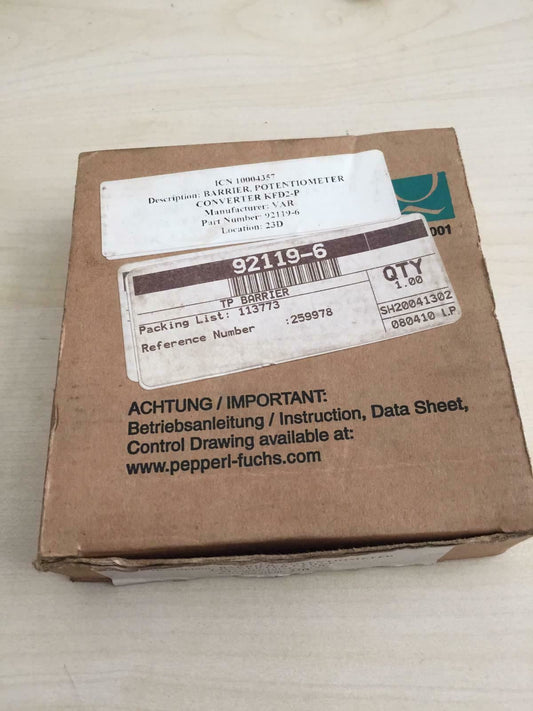 ICN 10004357
Description: BARRIER, POTENTIOMETER
CONVERTER KFD2-P
Manufacturer: VAR
Part Number: 92119-6
Location: 23D
001
92119-6
TP BARRIER
QTY
1.00
Packing List: 113773
SH20041302
Reference Number :259978
080410 LP
ACHTUNG / IMPORTANT:
Betriebsanleitung / Instruction, Data Sheet,
Control Drawing available at:
www.pepperl-fuchs.com